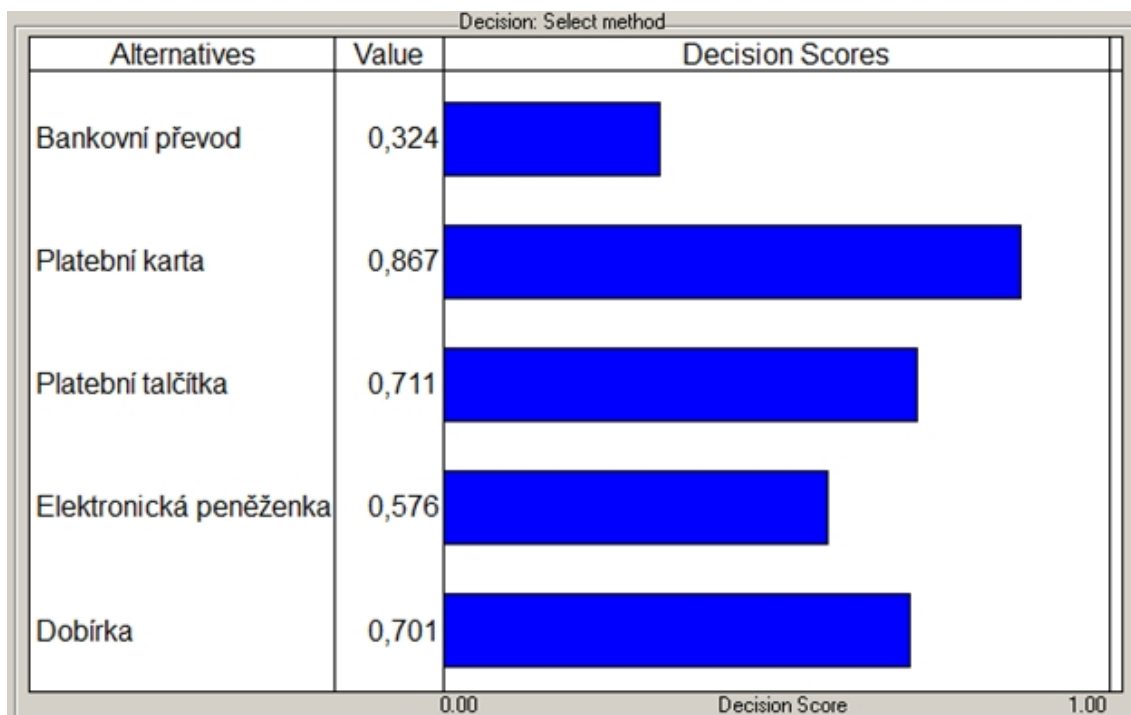 Decision: Select method
Alternatives Value Decision Scores
Bankovní převod 0,324
Platební karta 0,867
Platební talčítka 0,711
Elektronická peněženka 0,576
Dobírka 0,701
0.00 Decision Score 1.00